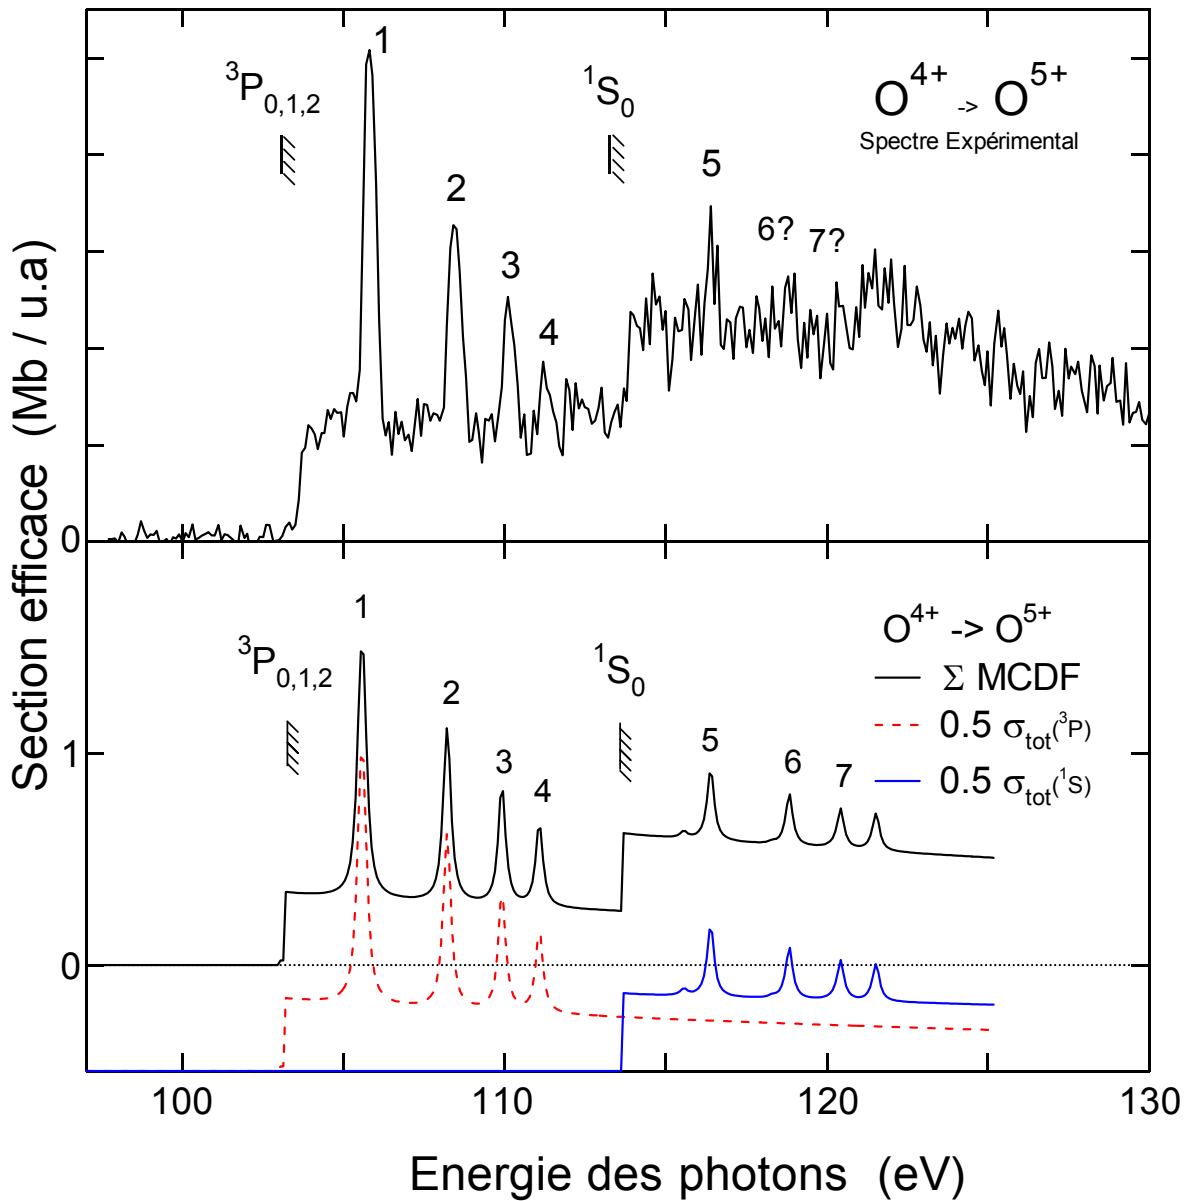 Section efficace (Mb / u.a)
³P₀,₁,₂
1
2
3
4
¹S₀
5
6?
7?
O⁴⁺ -> O⁵⁺
Spectre Expérimental
0
1
0
³P₀,₁,₂
1
2
3
4
¹S₀
5
6
7
O⁴⁺ -> O⁵⁺
Σ MCDF
0.5 σtot(³P)
0.5 σtot(¹S)
100 110 120 130
Energie des photons (eV)